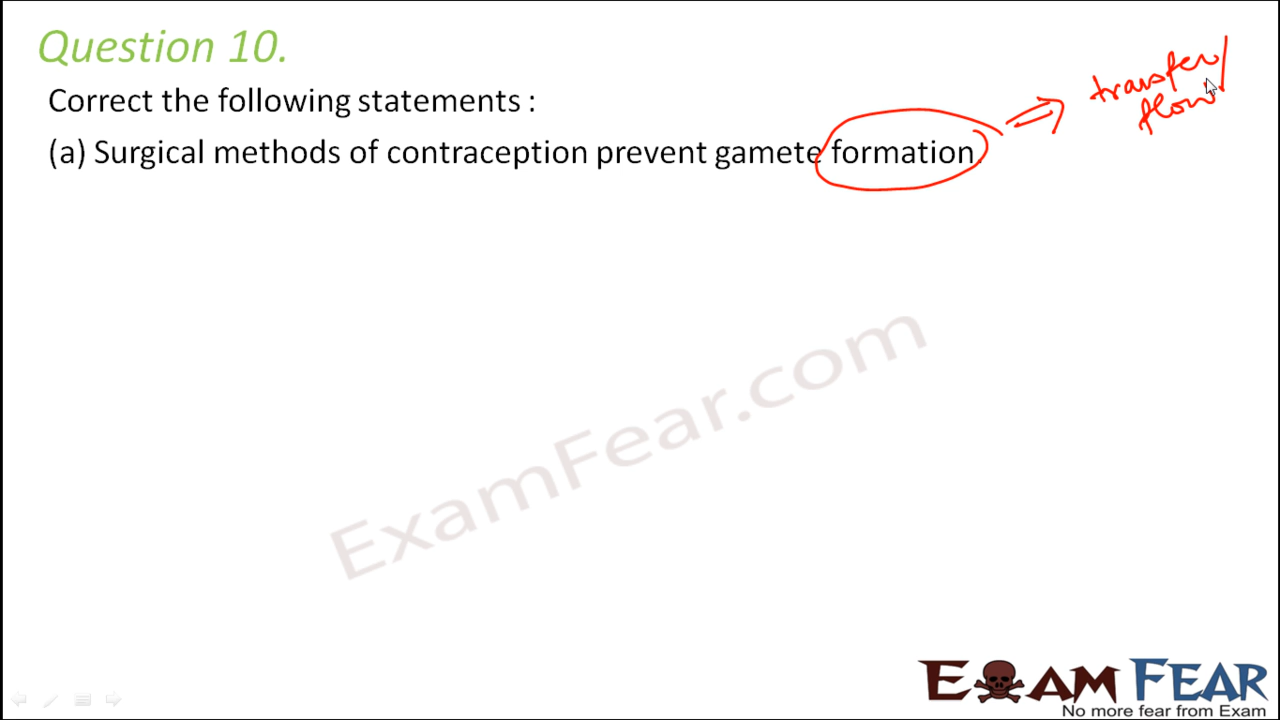 Question 10.
Correct the following statements :
(a) Surgical methods of contraception prevent gamete formation.
transfer/
flow
ExamFear.com
EXAM FEAR
No more fear from Exam